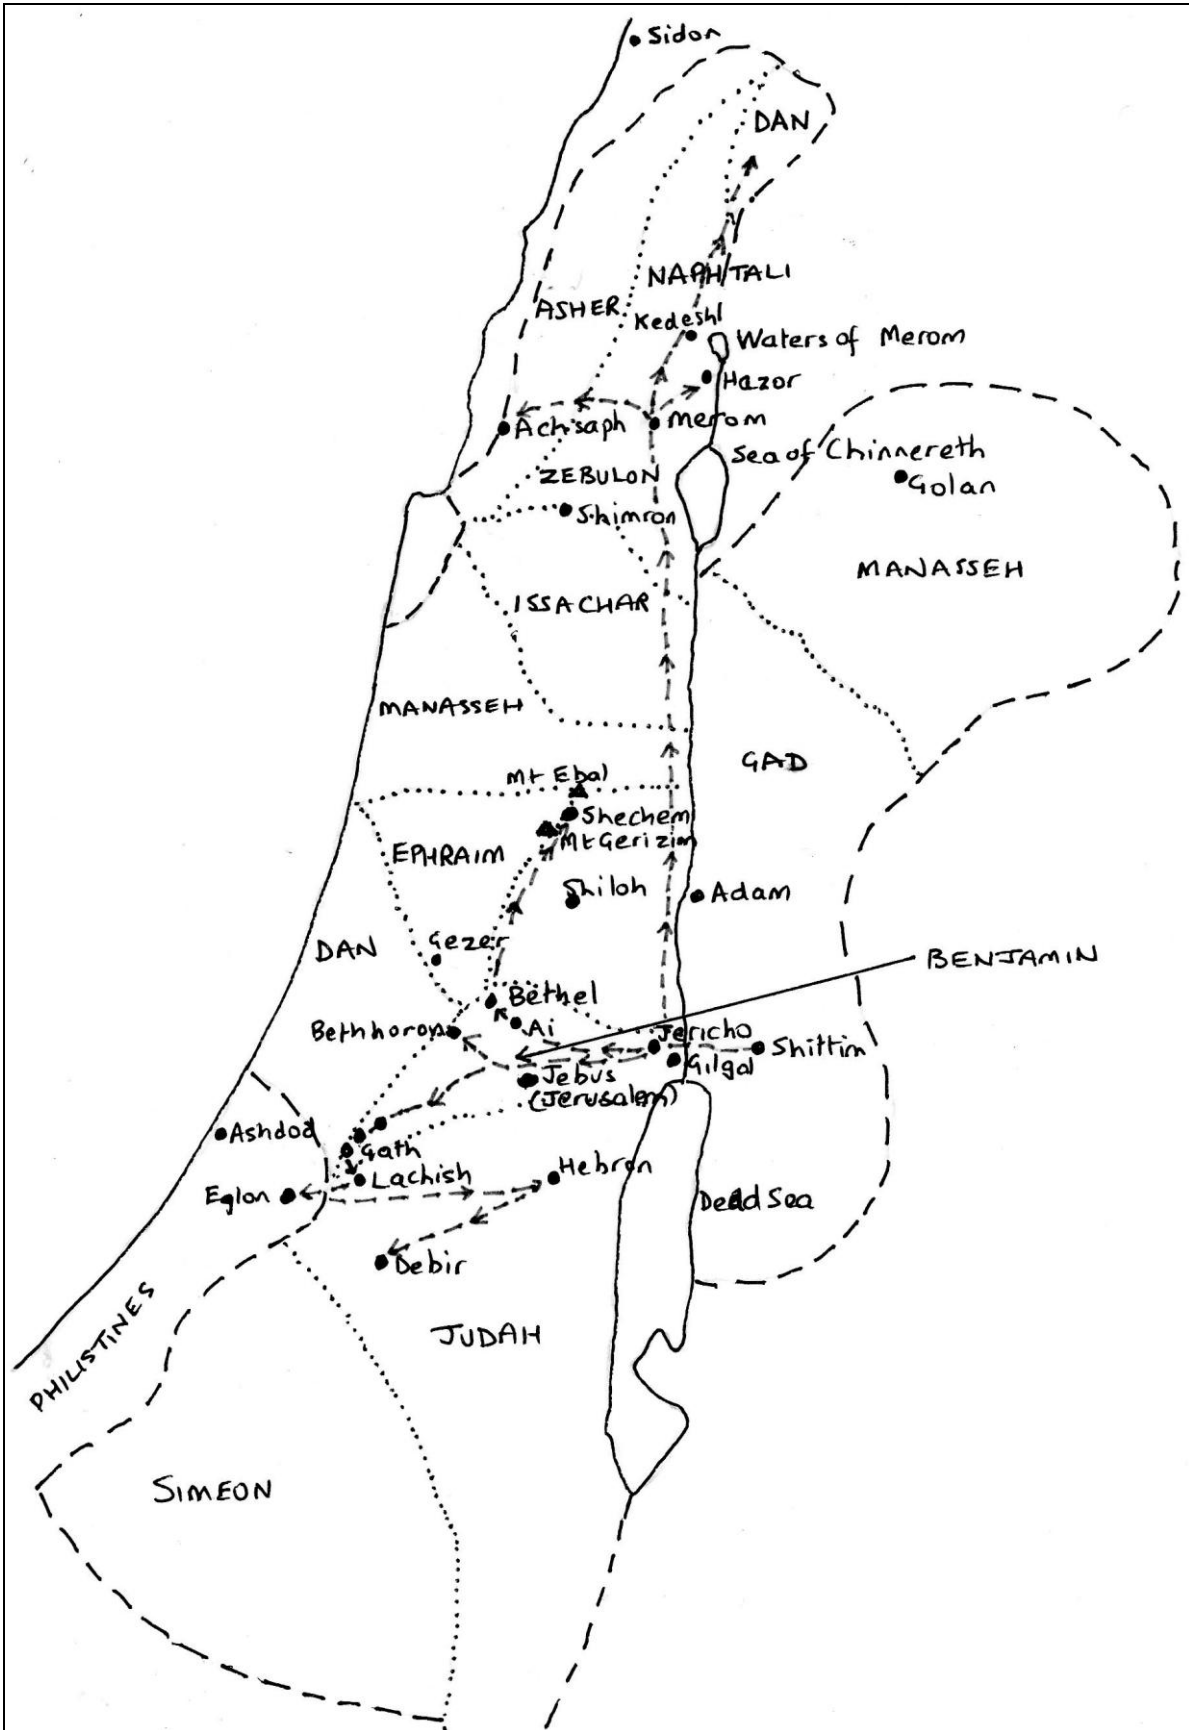 Sidon
DAN
NAPHTALI
ASHER
Kedesh
Waters of Merom
Hazor
Achsaph
Merom
Sea of Chinnereth
ZEBULON
Golan
Shimron
MANASSEH
ISSACHAR
MANASSEH
GAD
Mt Ebal
Shechem
Mt Gerizim
EPHRAIM
Shiloh
Adam
DAN
Gezer
BENJAMIN
Bethel
Ai
Bethhoron
Jericho
Shittim
Gilgal
Jebus
(Jerusalem)
Ashdod
Gath
Hebron
Lachish
Eglon
Dead Sea
Debir
PHILISTINES
JUDAH
SIMEON